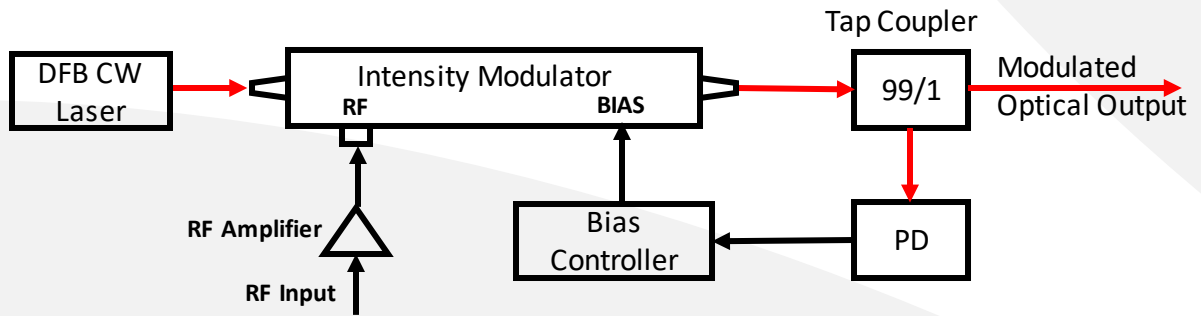 Tap Coupler
DFB CW
Laser
Intensity Modulator
RF
BIAS
99/1
Modulated
Optical Output
RF Amplifier
Bias
Controller
PD
RF Input